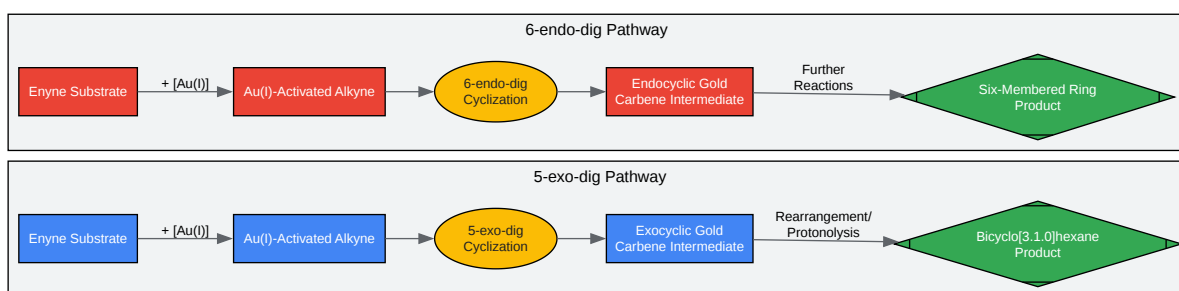 6-endo-dig Pathway
Enyne Substrate
+ [Au(I)]
Au(I)-Activated Alkyne
6-endo-dig
Cyclization
Endocyclic Gold
Carbene Intermediate
Further
Reactions
Six-Membered Ring
Product
5-exo-dig Pathway
Enyne Substrate
+ [Au(I)]
Au(I)-Activated Alkyne
5-exo-dig
Cyclization
Exocyclic Gold
Carbene Intermediate
Rearrangement/
Protonolysis
Bicyclo[3.1.0]hexane
Product